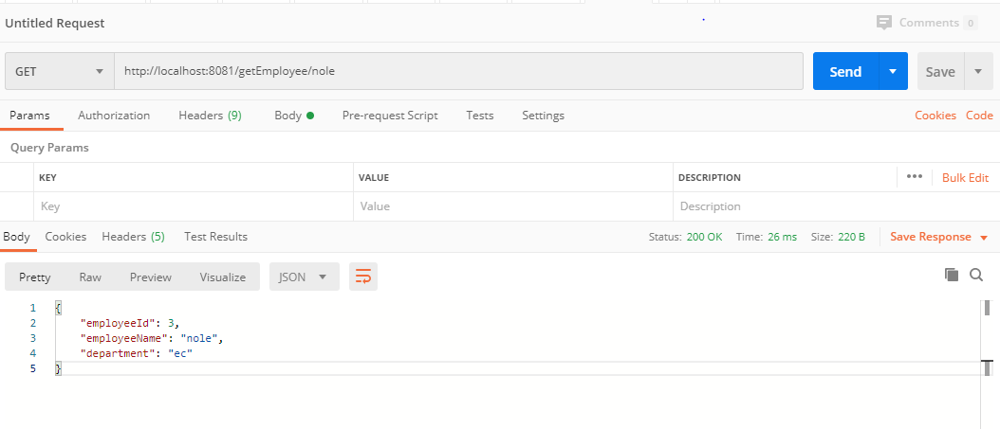 Untitled Request
Comments 0
GET http://localhost:8081/getEmployee/nole Send Save
Params Authorization Headers (9) Body Pre-request Script Tests Settings Cookies Code
Query Params
KEY VALUE DESCRIPTION ••• Bulk Edit
Key Value Description
Body Cookies Headers (5) Test Results Status: 200 OK Time: 26 ms Size: 220 B Save Response
Pretty Raw Preview Visualize JSON
1 {
2 "employeeId": 3,
3 "employeeName": "nole",
4 "department": "ec"
5 }